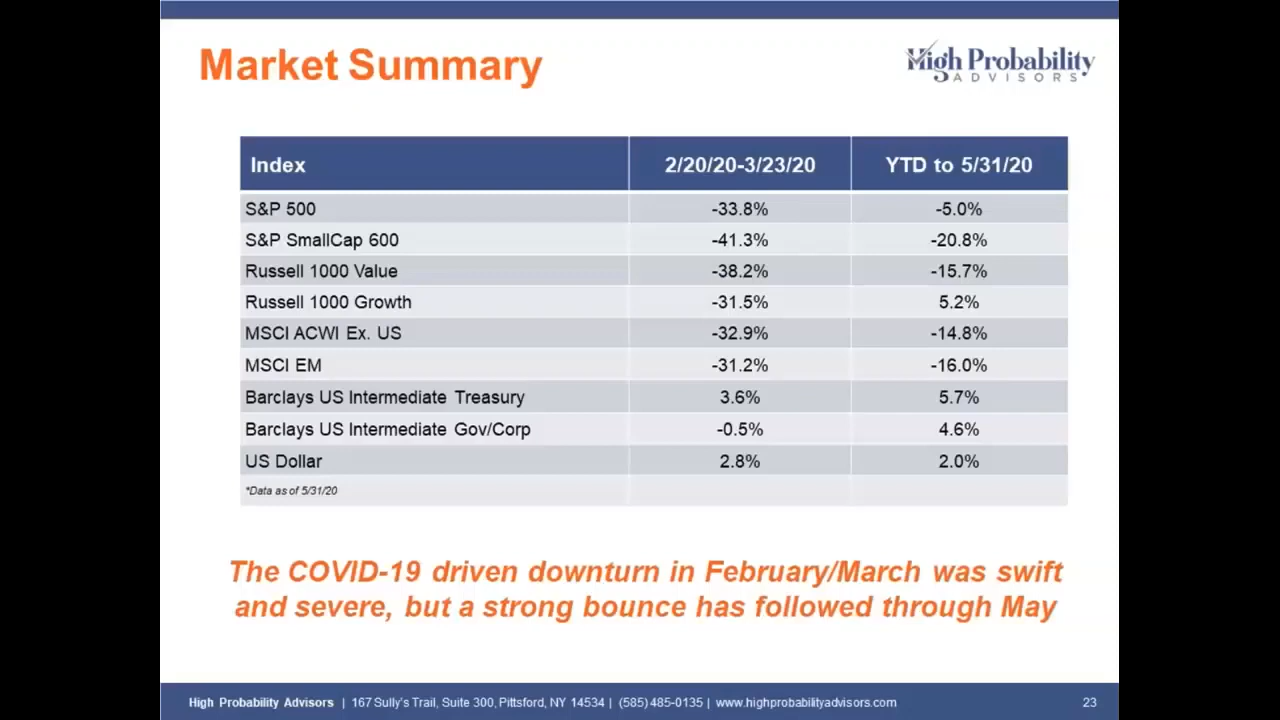 Market Summary
High Probability
ADVISORS
Index 2/20/20-3/23/20 YTD to 5/31/20
S&P 500 -33.8% -5.0%
S&P SmallCap 600 -41.3% -20.8%
Russell 1000 Value -38.2% -15.7%
Russell 1000 Growth -31.5% 5.2%
MSCI ACWI Ex. US -32.9% -14.8%
MSCI EM -31.2% -16.0%
Barclays US Intermediate Treasury 3.6% 5.7%
Barclays US Intermediate Gov/Corp -0.5% 4.6%
US Dollar 2.8% 2.0%
*Data as of 5/31/20
The COVID-19 driven downturn in February/March was swift
and severe, but a strong bounce has followed through May
High Probability Advisors | 167 Sully's Trail, Suite 300, Pittsford, NY 14534 | (585) 485-0135 | www.highprobabilityadvisors.com 23